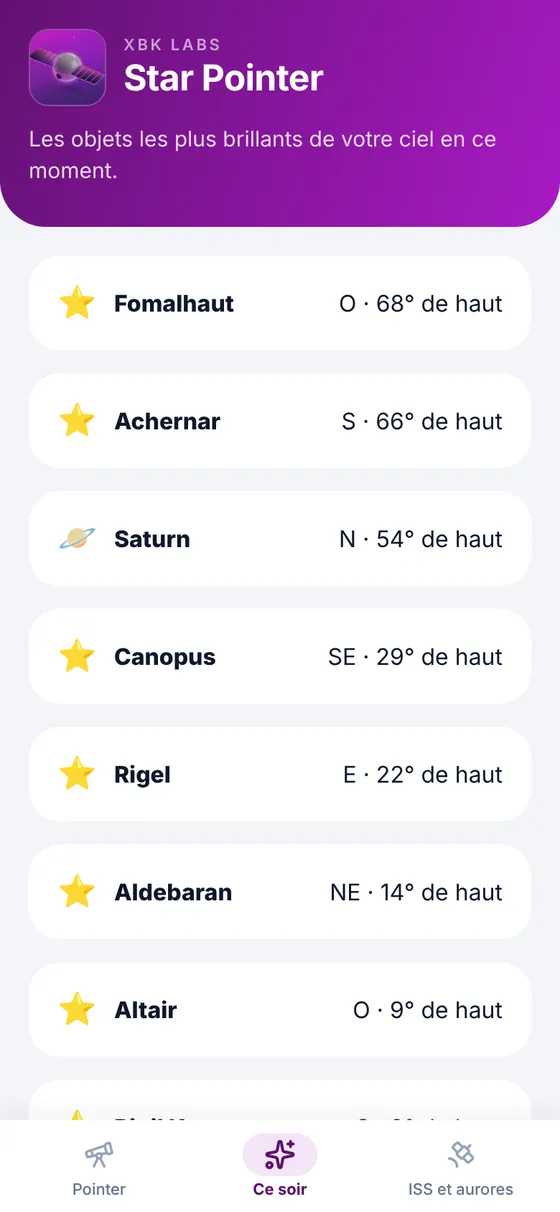 XBK LABS
Star Pointer
Les objets les plus brillants de votre ciel en ce
moment.
Fomalhaut O · 68° de haut
Achernar S · 66° de haut
Saturn N · 54° de haut
Canopus SE · 29° de haut
Rigel E · 22° de haut
Aldebaran NE · 14° de haut
Altair O · 9° de haut
Pointer Ce soir ISS et aurores